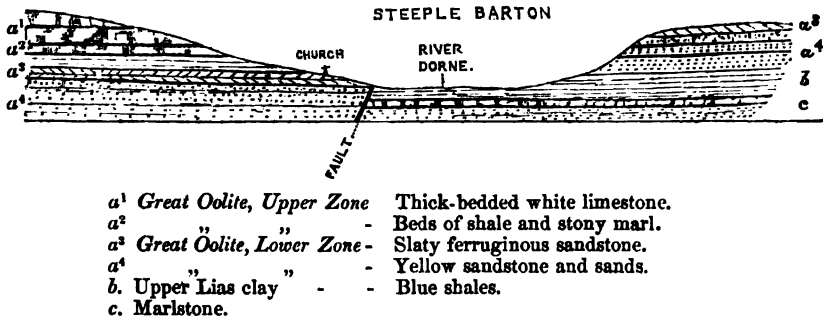 STEEPLE BARTON
a¹
a²
a³
a⁴
CHURCH
RIVER
DORNE.
FAULT.
a³
a⁴
b
c
a¹ Great Oolite, Upper Zone Thick-bedded white limestone.
a² „ „ - Beds of shale and stony marl.
a³ Great Oolite, Lower Zone - Slaty ferruginous sandstone.
a⁴ „ „ - Yellow sandstone and sands.
b. Upper Lias clay - - Blue shales.
c. Marlstone.